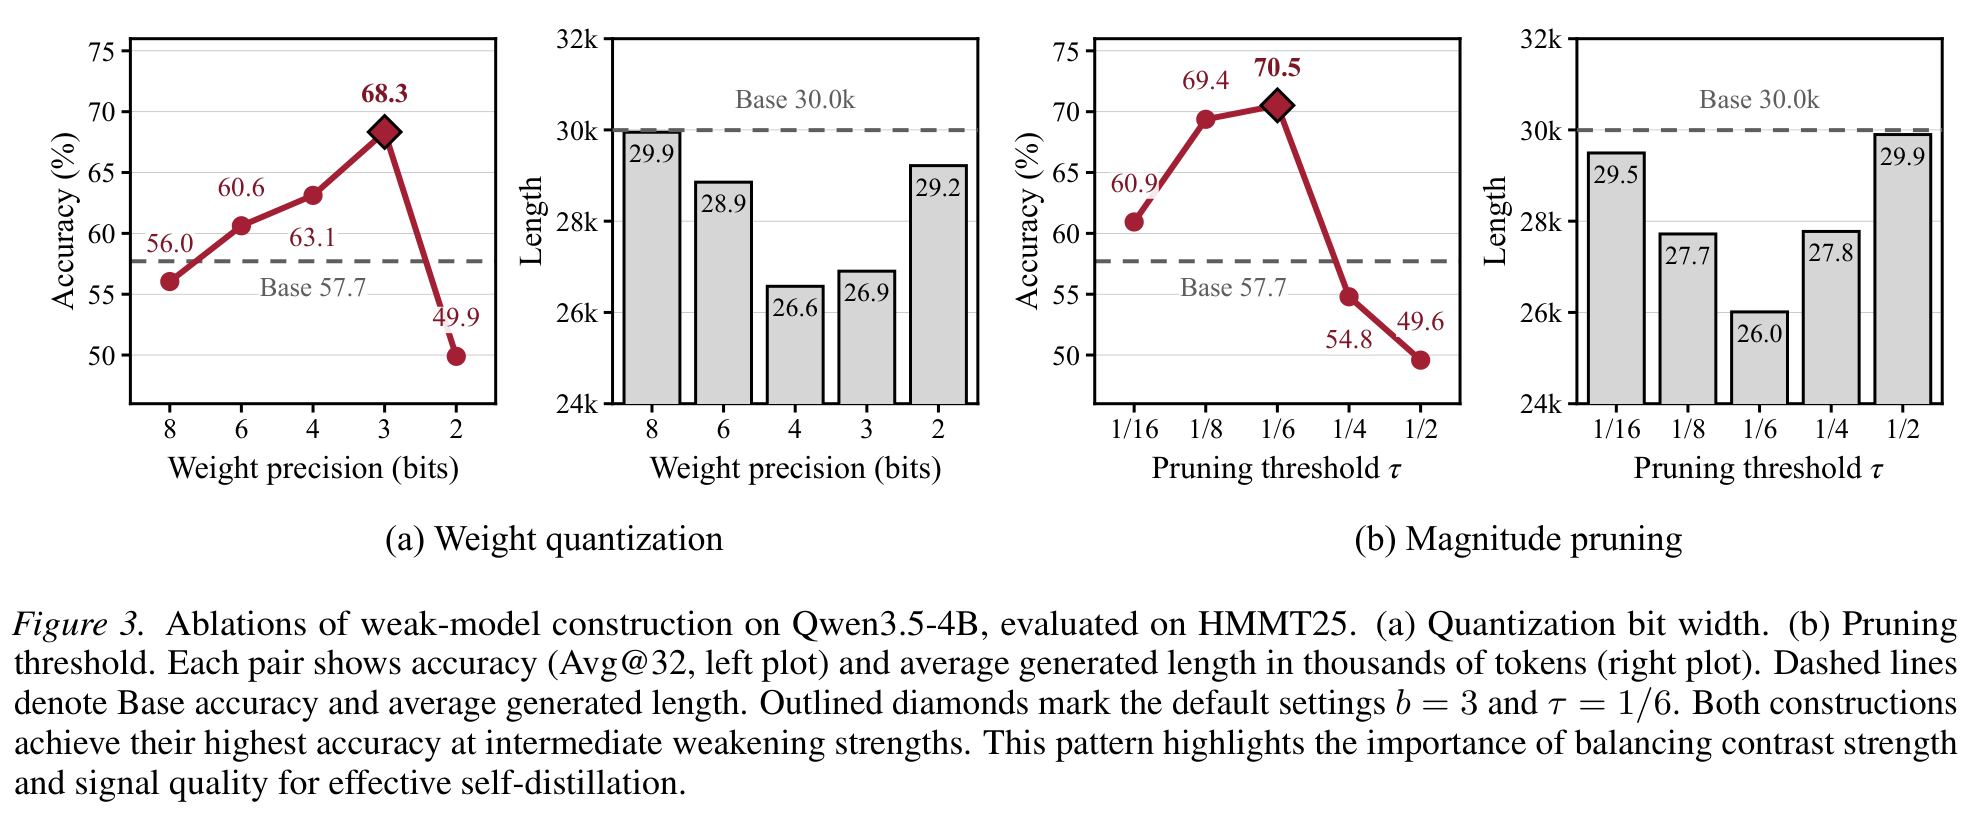 75
70
65
60
55
50
Accuracy (%)
56.0
60.6
63.1
68.3
49.9
Base 57.7
8 6 4 3 2
Weight precision (bits)
32k
30k
28k
26k
24k
Length
Base 30.0k
29.9
28.9
26.6
26.9
29.2
8 6 4 3 2
Weight precision (bits)
(a) Weight quantization
75
70
65
60
55
50
Accuracy (%)
60.9
69.4
70.5
54.8
49.6
Base 57.7
1/16 1/8 1/6 1/4 1/2
Pruning threshold τ
32k
30k
28k
26k
24k
Length
Base 30.0k
29.5
27.7
26.0
27.8
29.9
1/16 1/8 1/6 1/4 1/2
Pruning threshold τ
(b) Magnitude pruning
Figure 3. Ablations of weak-model construction on Qwen3.5-4B, evaluated on HMMT25. (a) Quantization bit width. (b) Pruning
threshold. Each pair shows accuracy (Avg@32, left plot) and average generated length in thousands of tokens (right plot). Dashed lines
denote Base accuracy and average generated length. Outlined diamonds mark the default settings b = 3 and τ = 1/6. Both constructions
achieve their highest accuracy at intermediate weakening strengths. This pattern highlights the importance of balancing contrast strength
and signal quality for effective self-distillation.